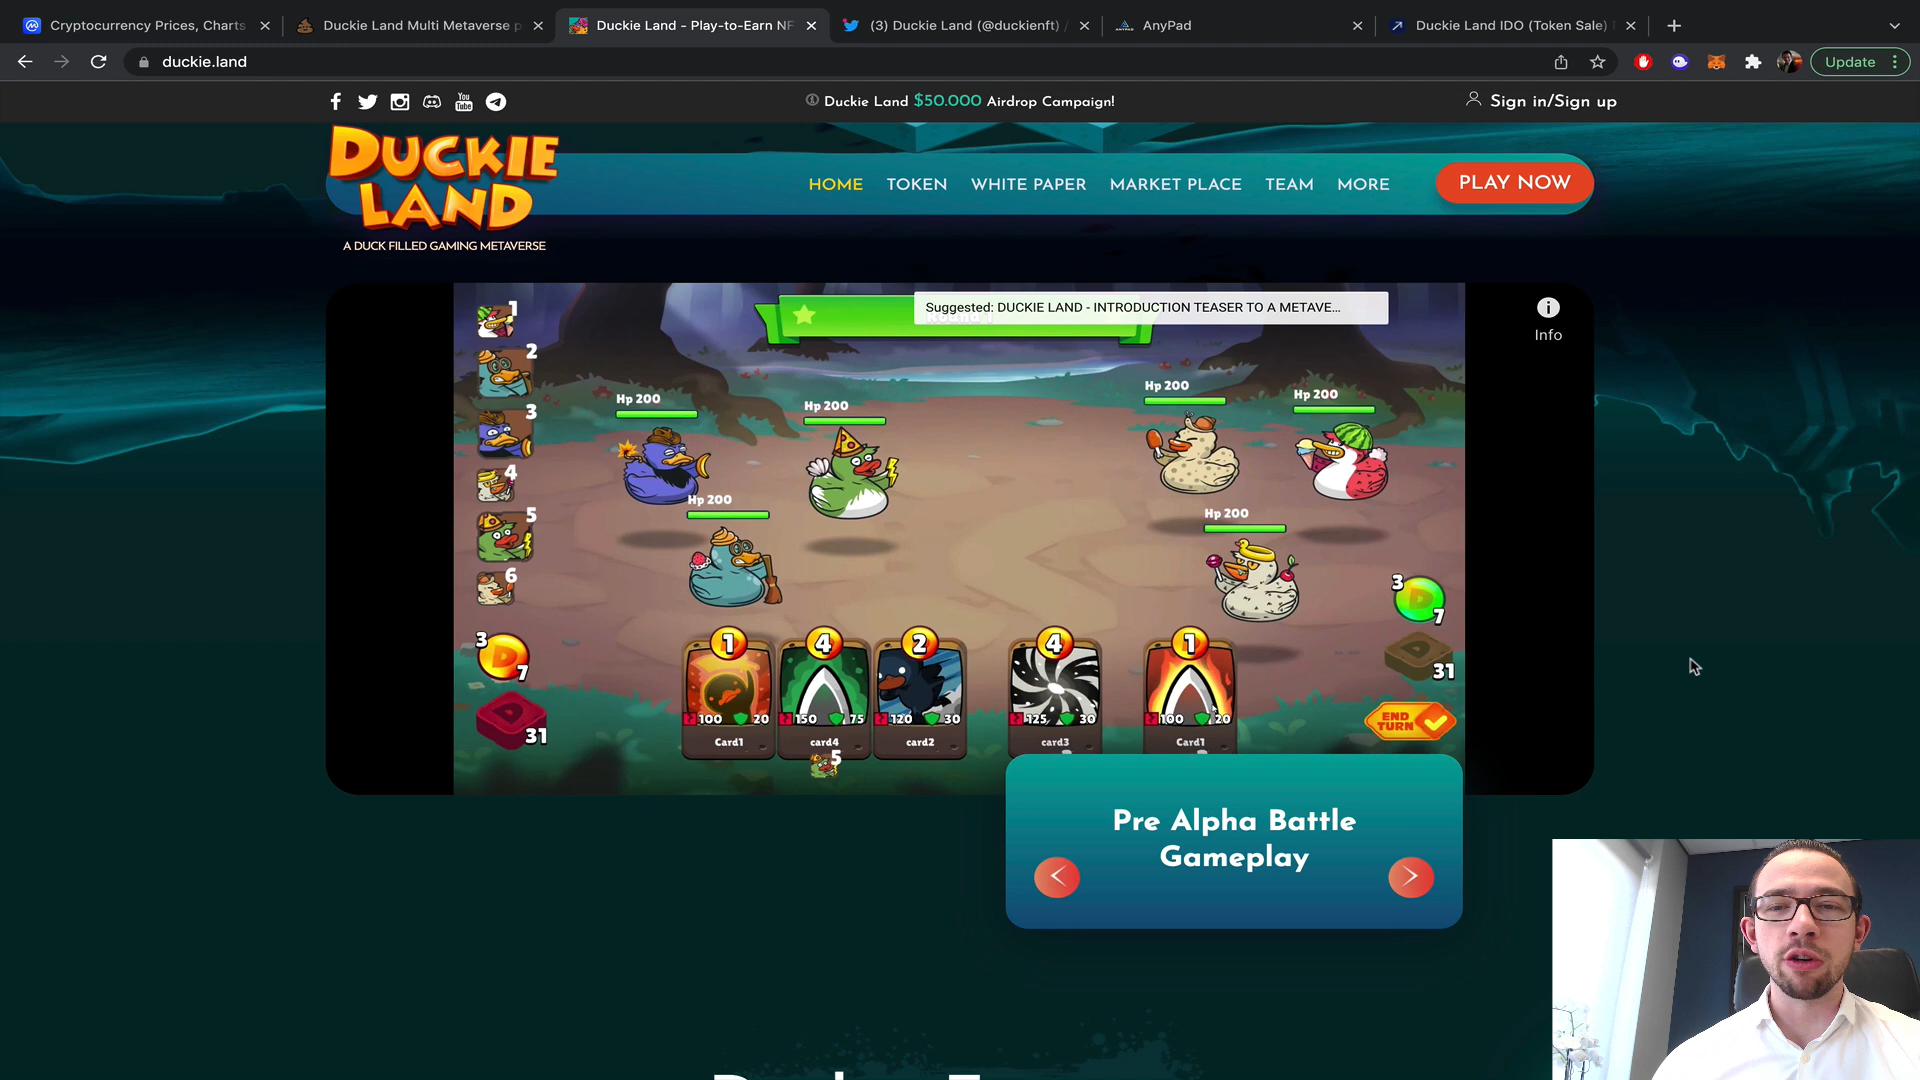 Cryptocurrency Prices, Charts
Duckie Land Multi Metaverse p
Duckie Land - Play-to-Earn NF
(3) Duckie Land (@duckienft) /
AnyPad
Duckie Land IDO (Token Sale)
duckie.land
Update
You
Tube
Duckie Land $50.000 Airdrop Campaign!
Sign in/Sign up
DUCKIE
LAND
A DUCK FILLED GAMING METAVERSE
HOME
TOKEN
WHITE PAPER
MARKET PLACE
TEAM
MORE
PLAY NOW
Suggested: DUCKIE LAND - INTRODUCTION TEASER TO A METAVE...
Info
1
2
3
4
5
6
Hp 200
Hp 200
Hp 200
Hp 200
Hp 200
Hp 200
3
D
7
D
31
3
D
7
D
31
END
TURN
1
100
20
Card1
4
150
75
card4
5
2
120
30
card2
4
125
30
card3
1
100
20
Card1
Pre Alpha Battle
Gameplay